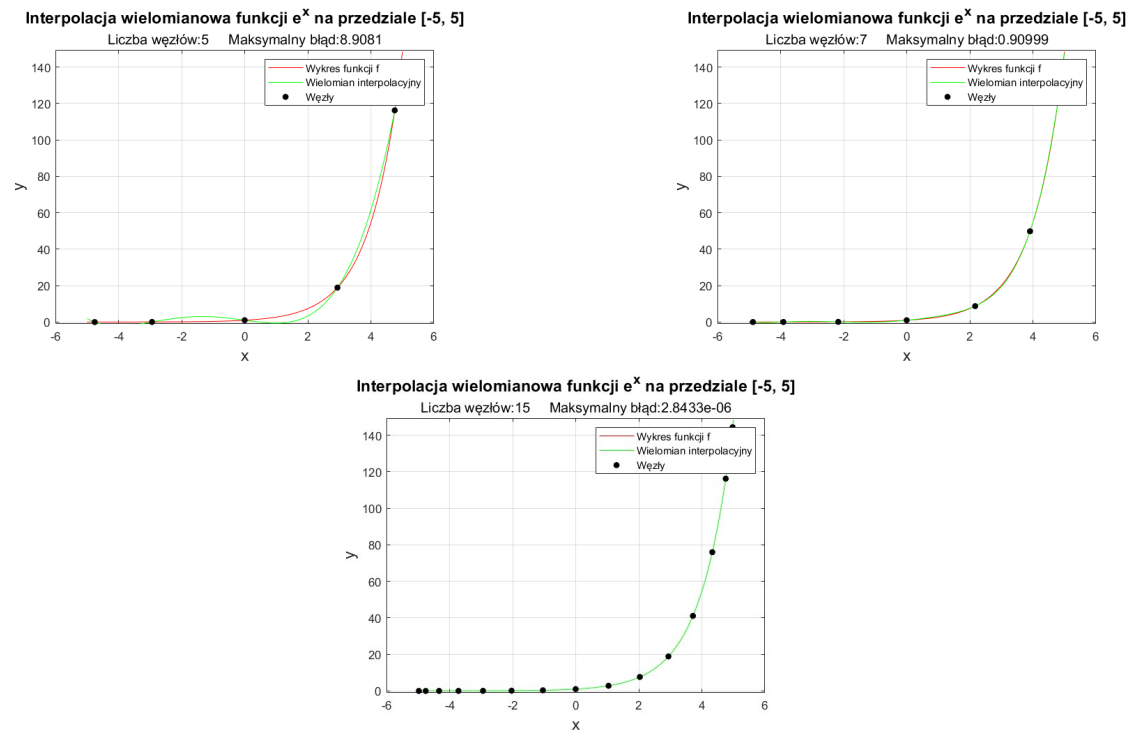 Interpolacja wielomianowa funkcji e^x na przedziale [-5, 5]
Liczba węzłów:5 Maksymalny błąd:8.9081
Wykres funkcji f
Wielomian interpolacyjny
Węzły
140
120
100
80
60
40
20
0
y
-6 -4 -2 0 2 4 6
x
Interpolacja wielomianowa funkcji e^x na przedziale [-5, 5]
Liczba węzłów:7 Maksymalny błąd:0.90999
Wykres funkcji f
Wielomian interpolacyjny
Węzły
140
120
100
80
60
40
20
0
y
-6 -4 -2 0 2 4 6
x
Interpolacja wielomianowa funkcji e^x na przedziale [-5, 5]
Liczba węzłów:15 Maksymalny błąd:2.8433e-06
Wykres funkcji f
Wielomian interpolacyjny
Węzły
140
120
100
80
60
40
20
0
y
-6 -4 -2 0 2 4 6
x